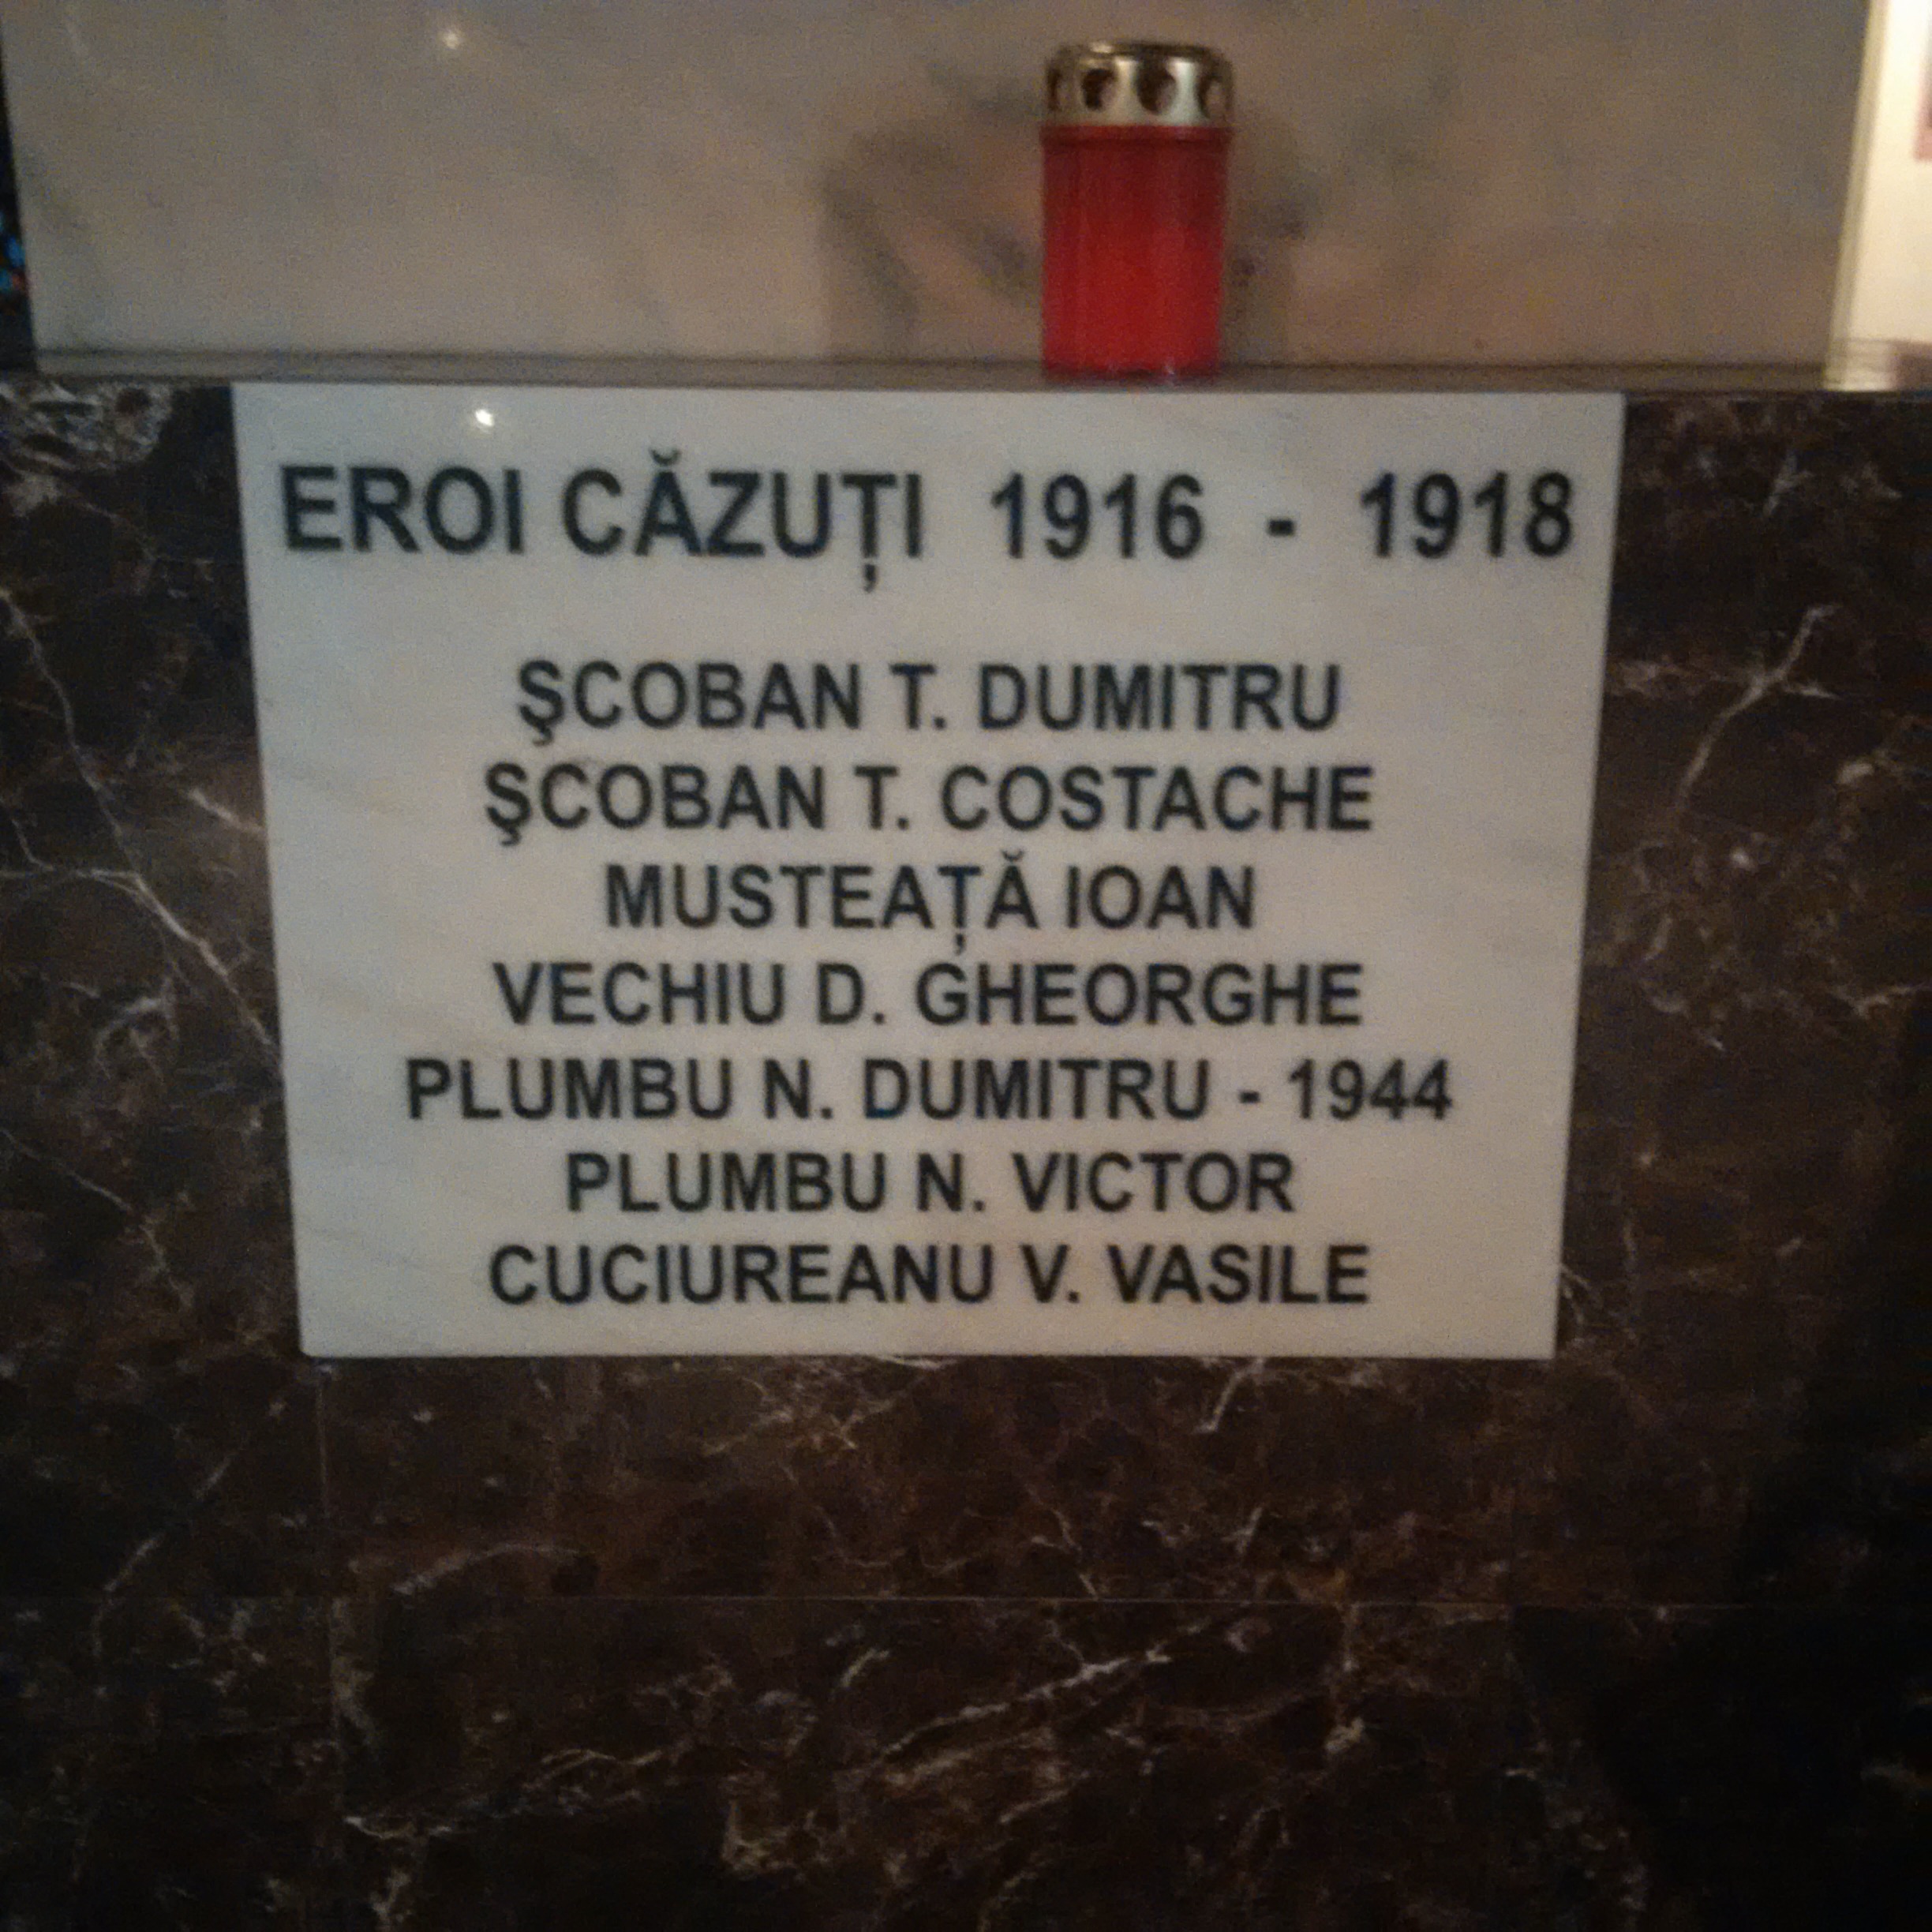 EROI CĂZUȚI 1916 - 1918
ŞCOBAN T. DUMITRU
ŞCOBAN T. COSTACHE
MUSTEAȚĂ IOAN
VECHIU D. GHEORGHE
PLUMBU N. DUMITRU - 1944
PLUMBU N. VICTOR
CUCIUREANU V. VASILE